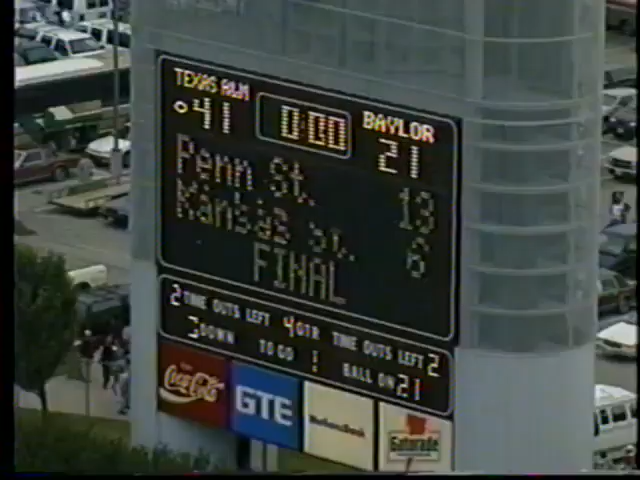 TEXAS A&M
41 0:00 BAYLOR
21
Penn St. 13
Kansas St. 6
FINAL
2 TIME OUTS LEFT 4 QTR TIME OUTS LEFT 2
3 DOWN TO GO BALL ON 21
Coca-Cola GTE NationsBank Gatorade